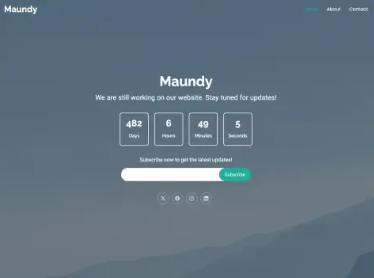 Maundy
Home About Contact
Maundy
We are still working on our website. Stay tuned for updates!
482 6 49 5
Days Hours Minutes Seconds
Subscribe now to get the latest updates!
Subscribe